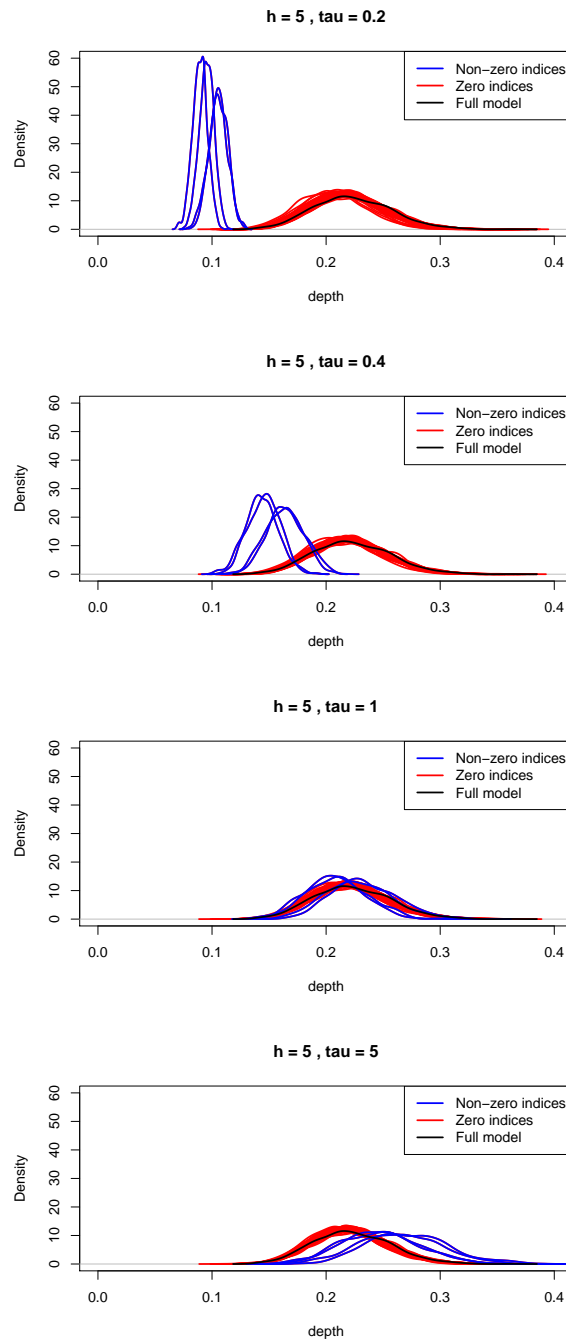 h = 5 , tau = 0.2
60
50
40
30
20
10
0
Density
Non-zero indices
Zero indices
Full model
0.0 0.1 0.2 0.3 0.4
depth
h = 5 , tau = 0.4
60
50
40
30
20
10
0
Density
Non-zero indices
Zero indices
Full model
0.0 0.1 0.2 0.3 0.4
depth
h = 5 , tau = 1
60
50
40
30
20
10
0
Density
Non-zero indices
Zero indices
Full model
0.0 0.1 0.2 0.3 0.4
depth
h = 5 , tau = 5
60
50
40
30
20
10
0
Density
Non-zero indices
Zero indices
Full model
0.0 0.1 0.2 0.3 0.4
depth